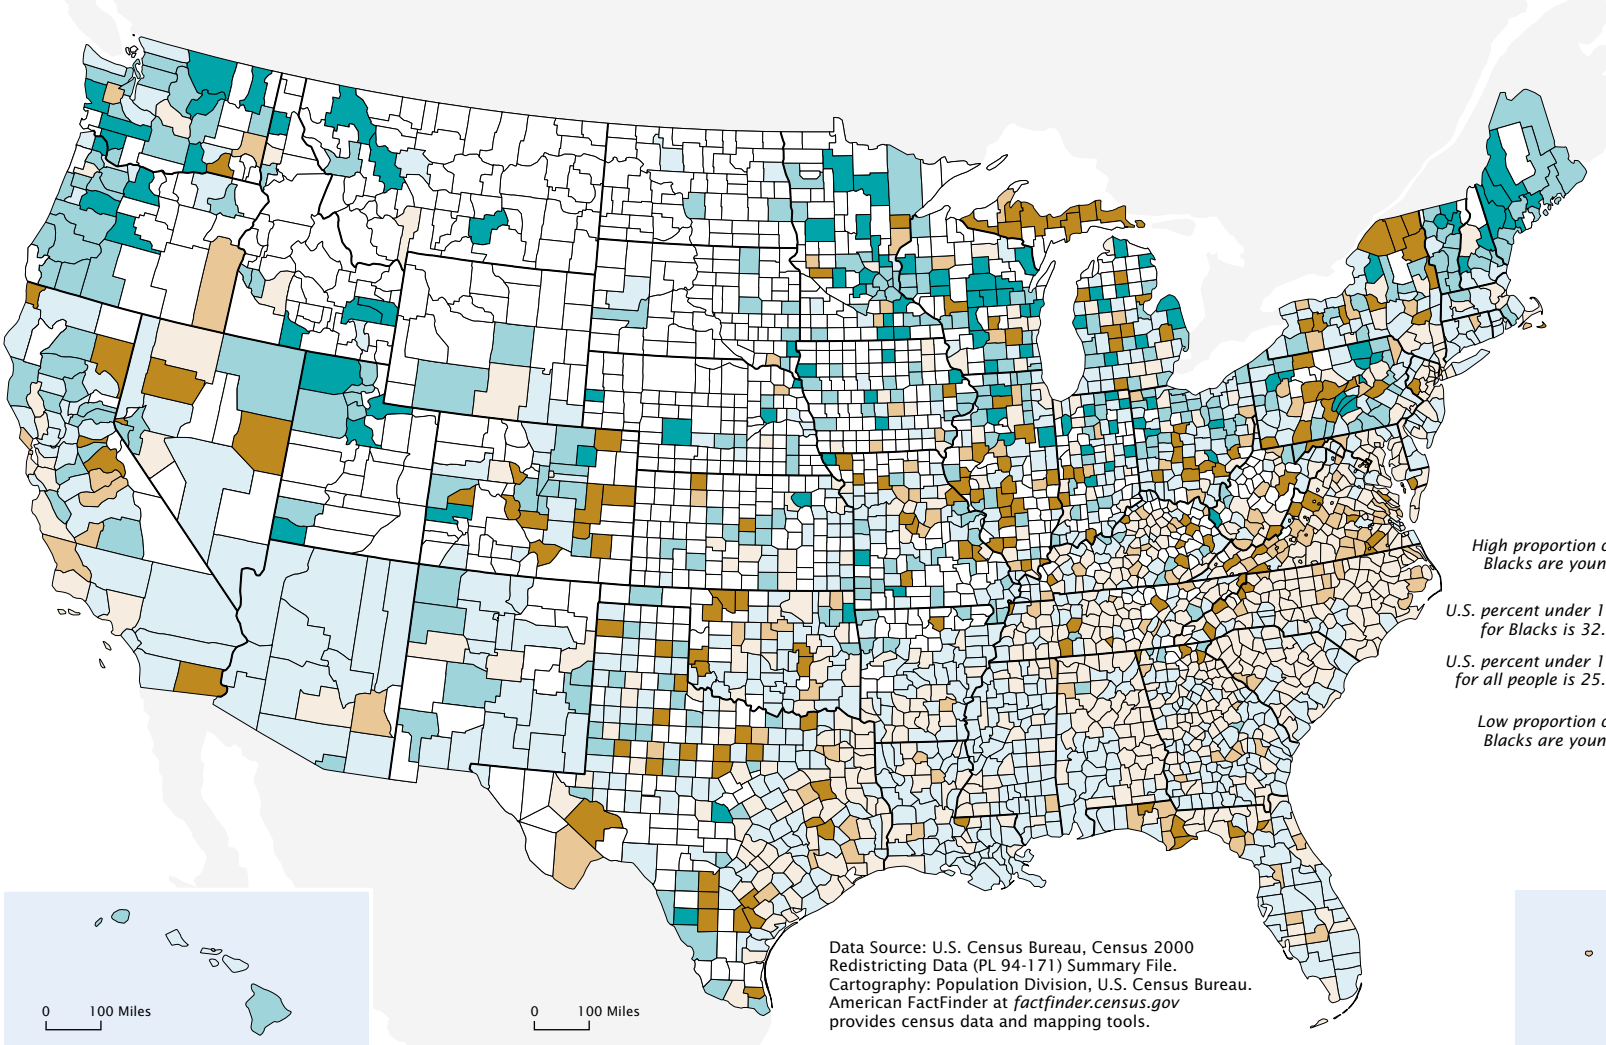 High proportion
Blacks are youn
U.S. percent under 1
for Blacks is 32.
U.S. percent under 1
for all people is 25.
Low proportion
Blacks are youn
Data Source: U.S. Census Bureau, Census 2000
Redistricting Data (PL 94-171) Summary File.
Cartography: Population Division, U.S. Census Bureau.
American FactFinder at factfinder.census.gov
provides census data and mapping tools.
0 100 Miles
0 100 Miles